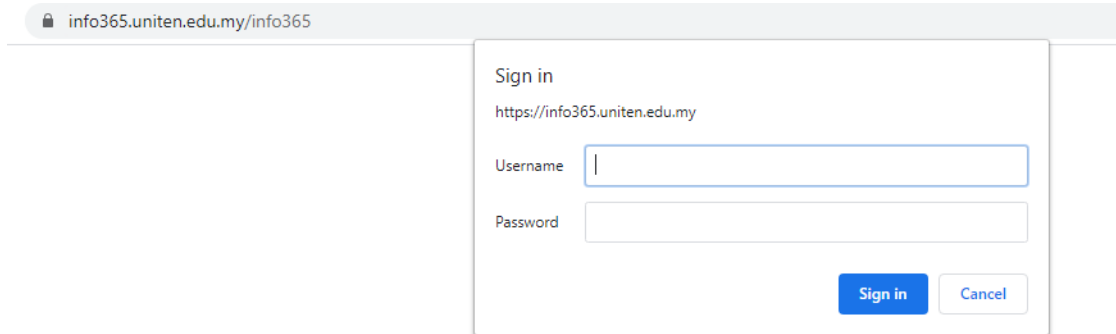 info365.uniten.edu.my/info365
Sign in
https://info365.uniten.edu.my
Username
Password
Sign in Cancel